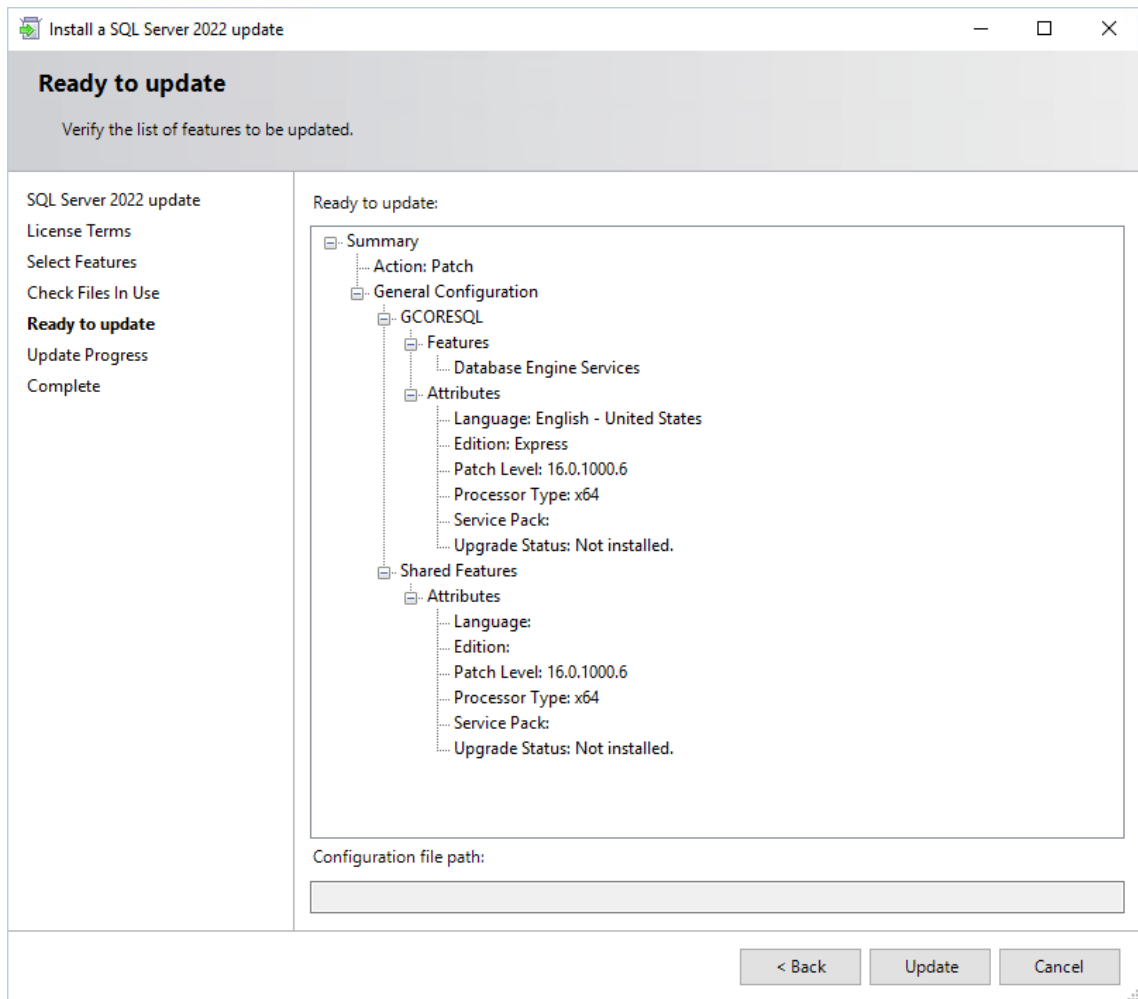 Install a SQL Server 2022 update
Ready to update
Verify the list of features to be updated.
SQL Server 2022 update
License Terms
Select Features
Check Files In Use
Ready to update
Update Progress
Complete
Ready to update:
Summary
Action: Patch
General Configuration
GCORESQL
Features
Database Engine Services
Attributes
Language: English - United States
Edition: Express
Patch Level: 16.0.1000.6
Processor Type: x64
Service Pack:
Upgrade Status: Not installed.
Shared Features
Attributes
Language:
Edition:
Patch Level: 16.0.1000.6
Processor Type: x64
Service Pack:
Upgrade Status: Not installed.
Configuration file path:
< Back
Update
Cancel